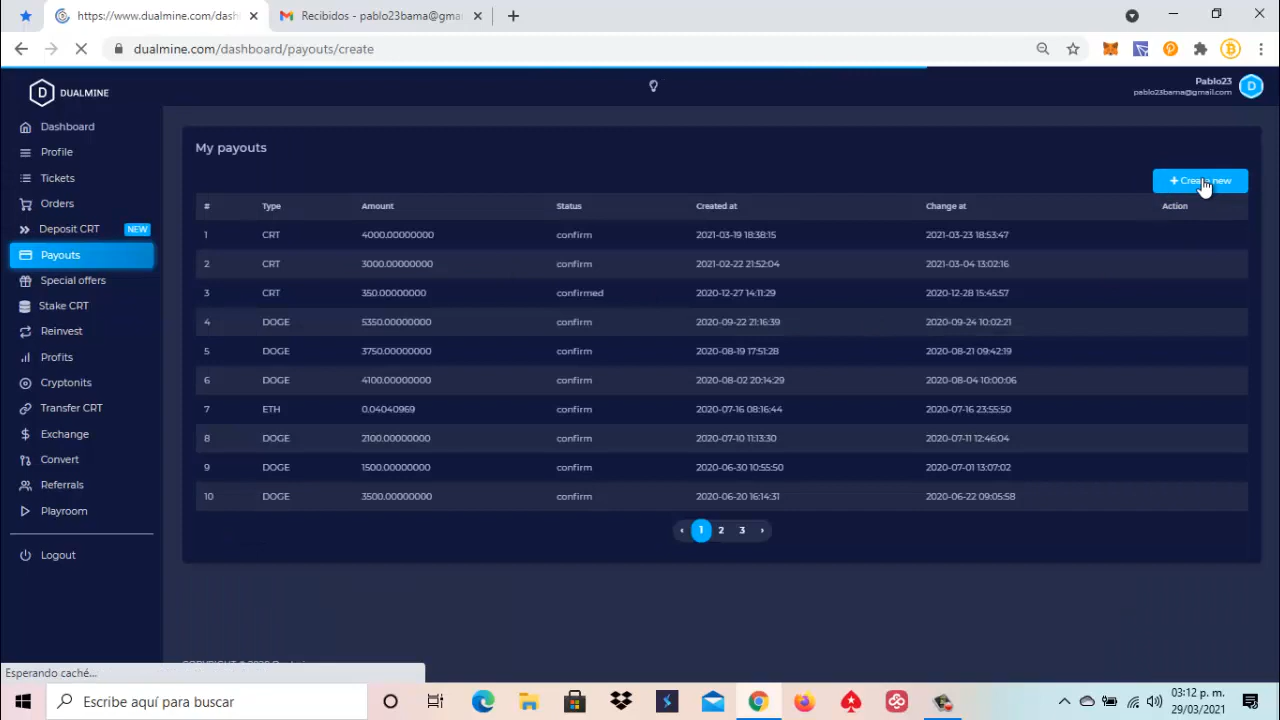 https://www.dualmine.com/dash
Recibidos - pablo23bama@gma
dualmine.com/dashboard/payouts/create
DUALMINE
Pablo23
pablo23bama@gmail.com
Dashboard
Profile
Tickets
Orders
Deposit CRT NEW
Payouts
Special offers
Stake CRT
Reinvest
Profits
Cryptonits
Transfer CRT
Exchange
Convert
Referrals
Playroom
Logout
My payouts
+ Create new
# Type Amount Status Created at Change at Action
1 CRT 4000.00000000 confirm 2021-03-19 18:38:15 2021-03-23 18:53:47
2 CRT 3000.00000000 confirm 2021-02-22 21:52:04 2021-03-04 13:02:16
3 CRT 350.00000000 confirmed 2020-12-27 14:11:29 2020-12-28 15:45:57
4 DOGE 5350.00000000 confirm 2020-09-22 21:16:39 2020-09-24 10:02:21
5 DOGE 3750.00000000 confirm 2020-08-19 17:51:28 2020-08-21 09:42:19
6 DOGE 4100.00000000 confirm 2020-08-02 20:14:29 2020-08-04 10:00:06
7 ETH 0.04040969 confirm 2020-07-16 08:16:44 2020-07-16 23:55:50
8 DOGE 2100.00000000 confirm 2020-07-10 11:13:30 2020-07-11 12:46:04
9 DOGE 1500.00000000 confirm 2020-06-30 10:55:50 2020-07-01 13:07:02
10 DOGE 3500.00000000 confirm 2020-06-20 16:14:31 2020-06-22 09:05:58
‹ 1 2 3 ›
Esperando caché...
Escribe aquí para buscar
03:12 p. m.
29/03/2021